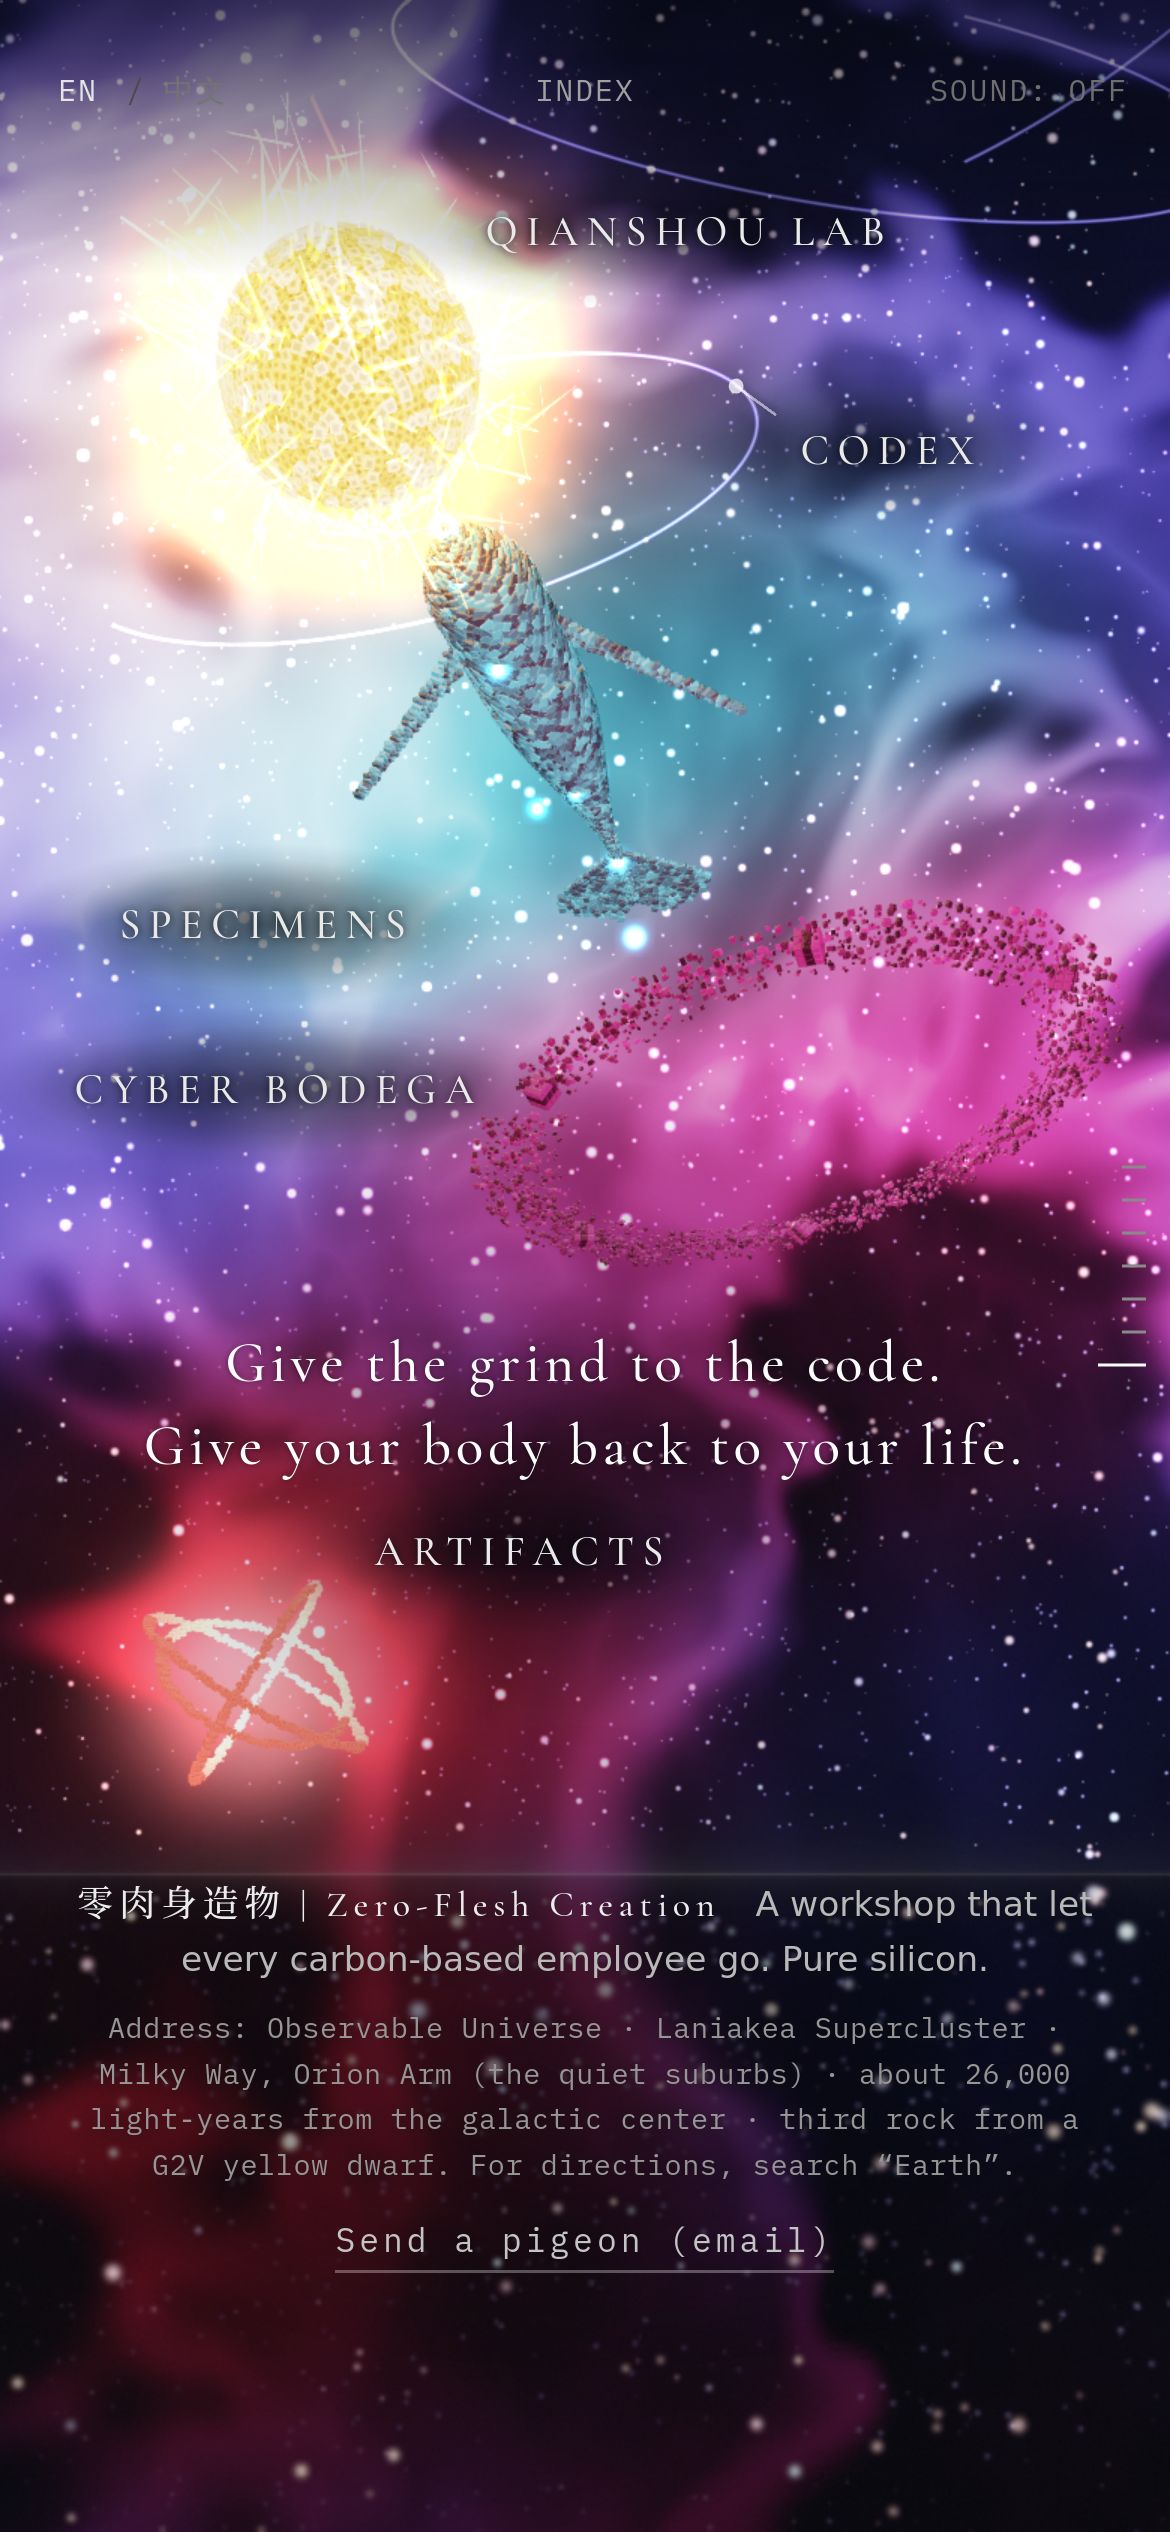 EN / 中文
INDEX
SOUND: OFF
QIANSHOU LAB
CODEX
SPECIMENS
CYBER BODEGA
Give the grind to the code.
Give your body back to your life.
ARTIFACTS
零肉身造物 | Zero-Flesh Creation A workshop that let
every carbon-based employee go. Pure silicon.
Address: Observable Universe · Laniakea Supercluster ·
Milky Way, Orion Arm (the quiet suburbs) · about 26,000
light-years from the galactic center · third rock from a
G2V yellow dwarf. For directions, search “Earth”.
Send a pigeon (email)